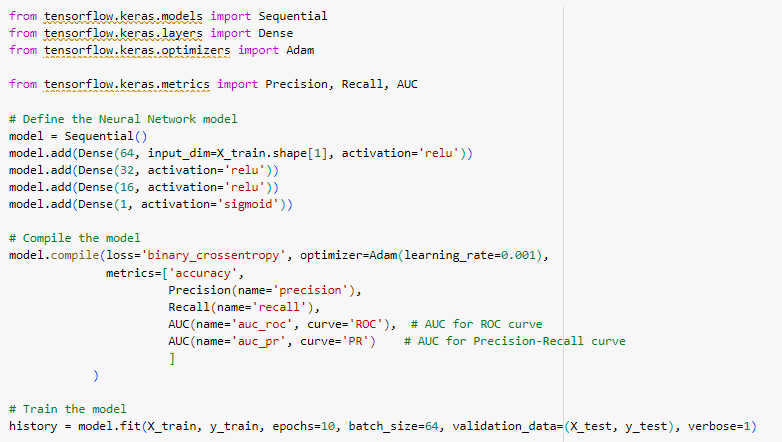 from tensorflow.keras.models import Sequential
from tensorflow.keras.layers import Dense
from tensorflow.keras.optimizers import Adam

from tensorflow.keras.metrics import Precision, Recall, AUC

# Define the Neural Network model
model = Sequential()
model.add(Dense(64, input_dim=X_train.shape[1], activation='relu'))
model.add(Dense(32, activation='relu'))
model.add(Dense(16, activation='relu'))
model.add(Dense(1, activation='sigmoid'))

# Compile the model
model.compile(loss='binary_crossentropy', optimizer=Adam(learning_rate=0.001),
              metrics=['accuracy',
                       Precision(name='precision'),
                       Recall(name='recall'),
                       AUC(name='auc_roc', curve='ROC'),  # AUC for ROC curve
                       AUC(name='auc_pr', curve='PR')    # AUC for Precision-Recall curve
                       ]
            )

# Train the model
history = model.fit(X_train, y_train, epochs=10, batch_size=64, validation_data=(X_test, y_test), verbose=1)